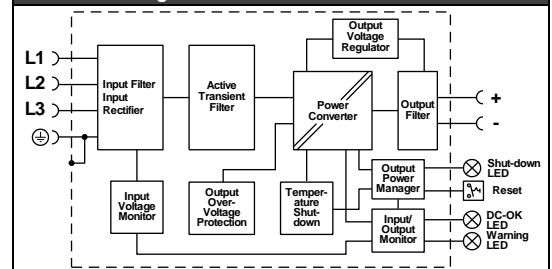 Output
Voltage
Regulator
L1
L2
L3
Input Filter
Input
Rectifier
Active
Transient
Filter
Power
Converter
Output
Filter
+
-
Input
Voltage
Monitor
Output
Over-
Voltage
Protection
Temper-
ature
Shut-
down
Output
Power
Manager
Input/
Output
Monitor
Shut-down
LED
Reset
DC-OK
LED
Warning
LED